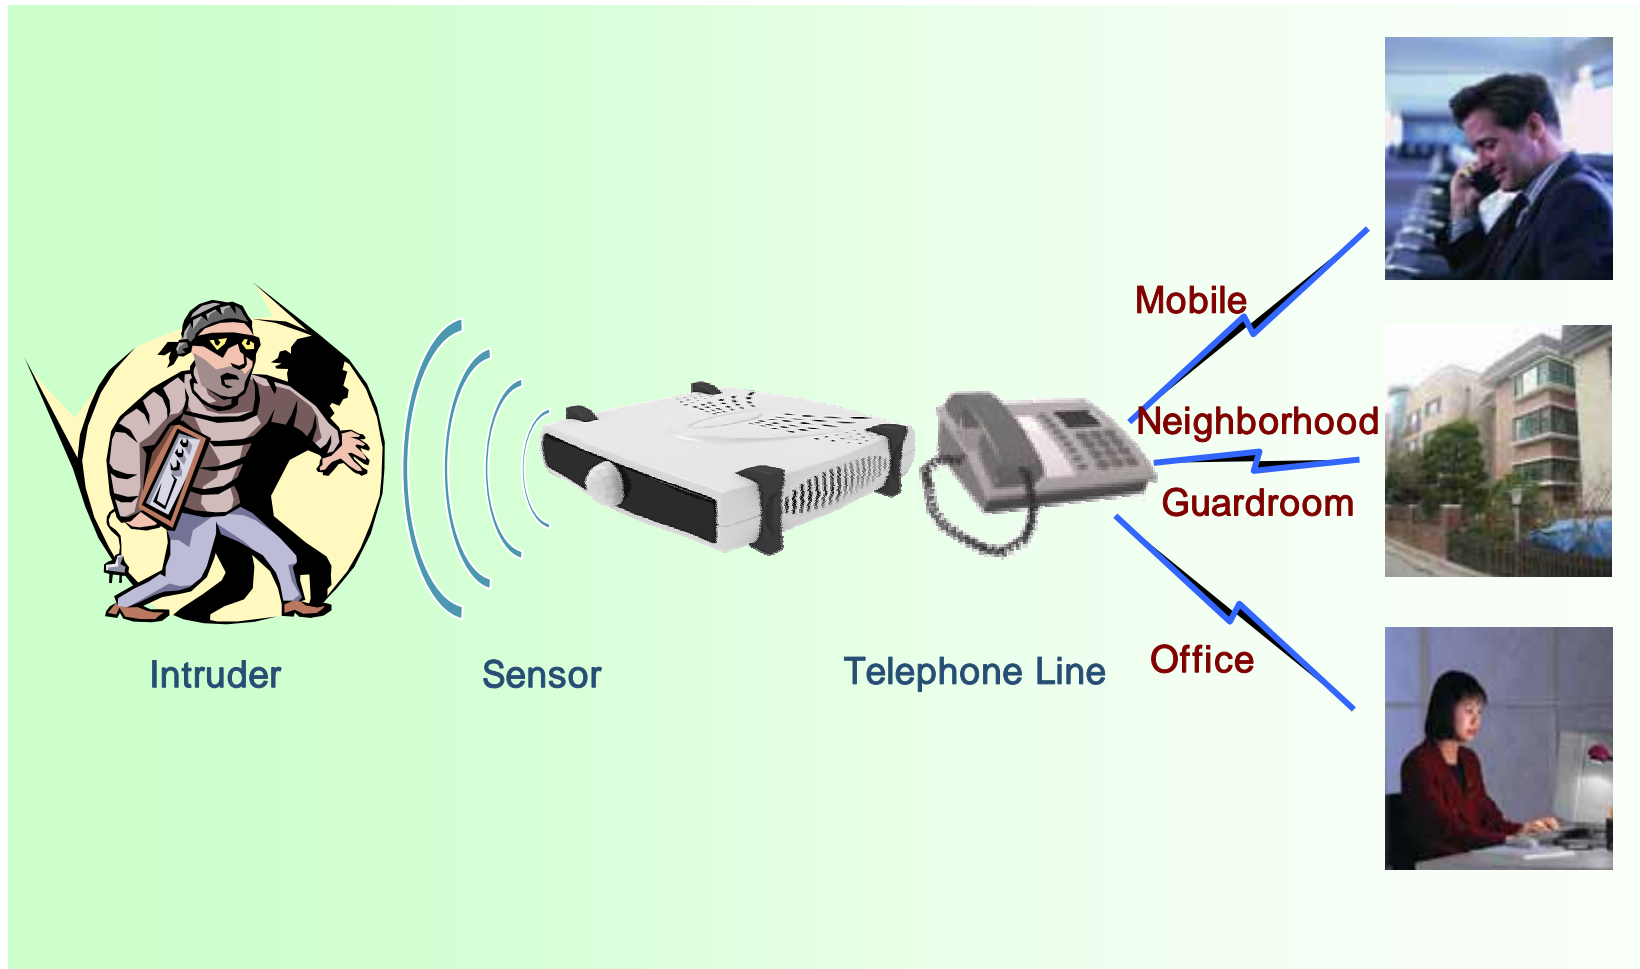 Mobile
Neighborhood
Guardroom
Office
Intruder
Sensor
Telephone Line